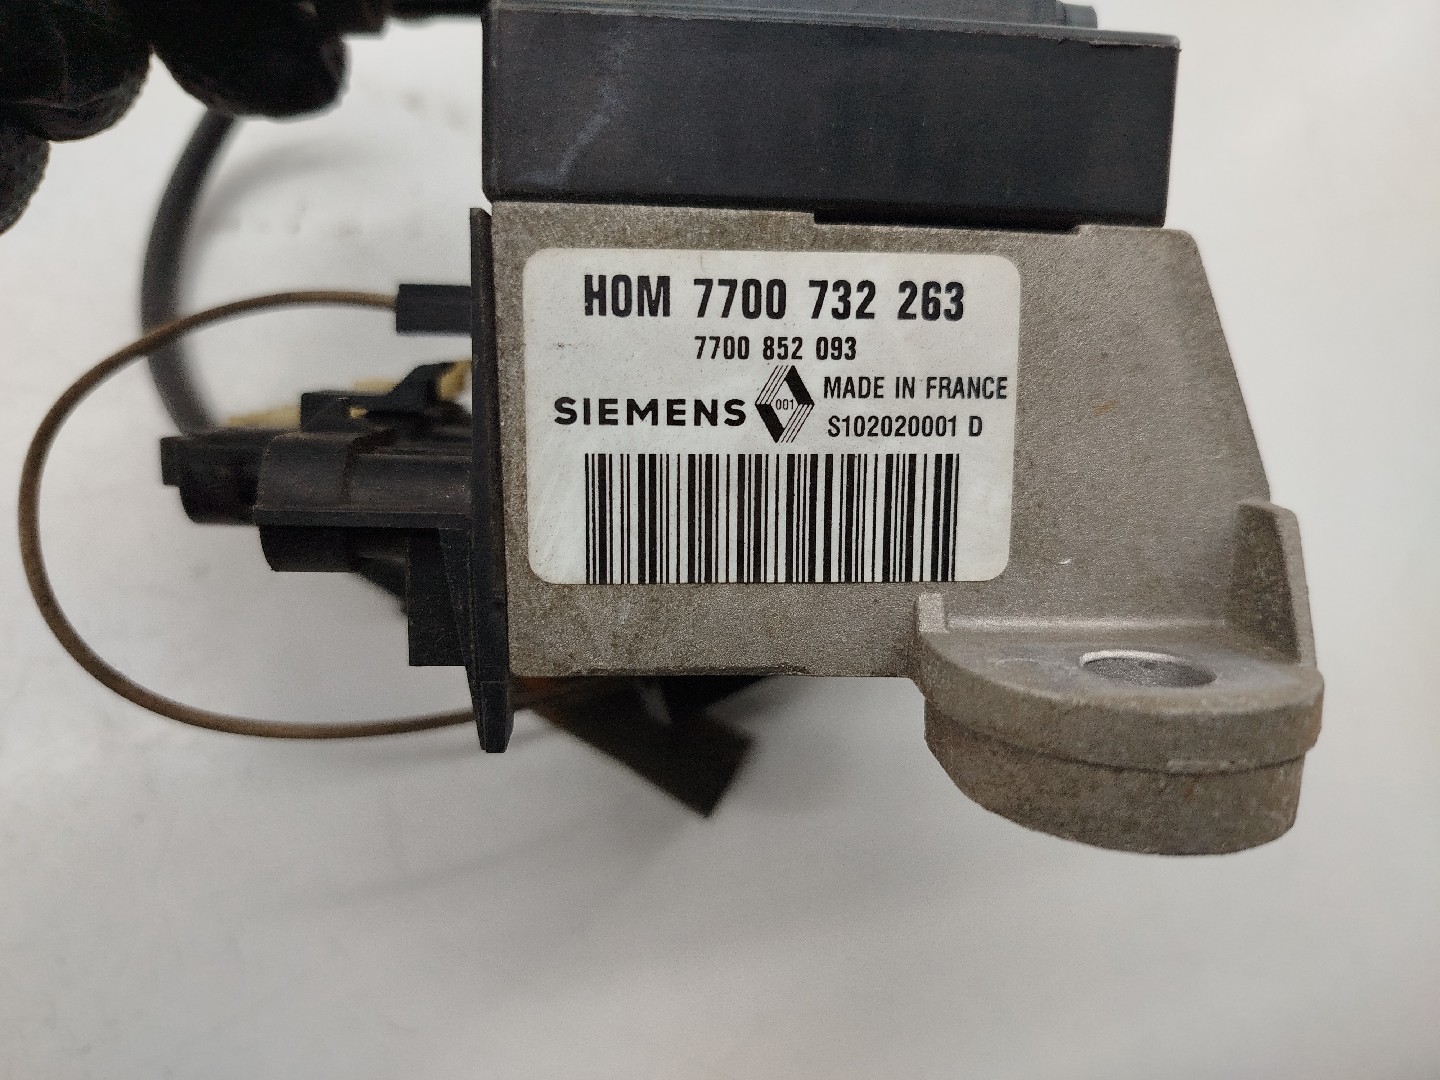 HOM 7700 732 263
7700 852 093
SIEMENS 001 MADE IN FRANCE
S102020001 D